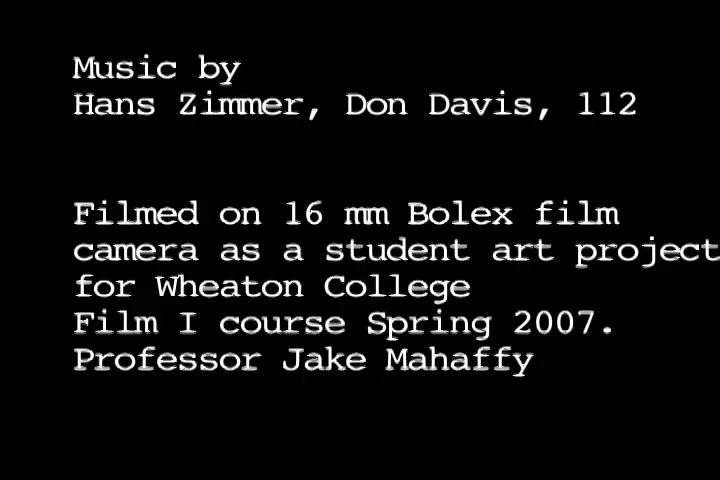 Music by
Hans Zimmer, Don Davis, 112
Filmed on 16 mm Bolex film
camera as a student art project
for Wheaton College
Film I course Spring 2007.
Professor Jake Mahaffy